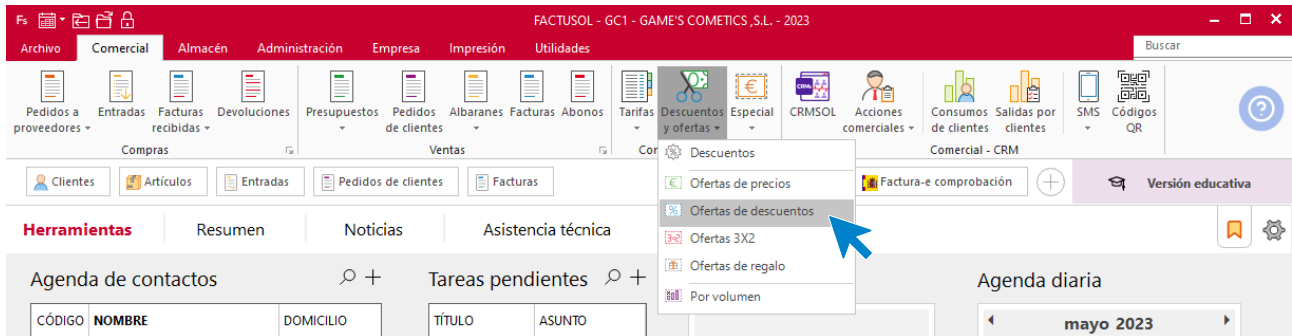 Fs
FACTUSOL - GC1 - GAME'S COMETICS ,S.L. - 2023
Archivo Comercial Almacén Administración Empresa Impresión Utilidades Buscar
Pedidos a proveedores
Entradas
Facturas recibidas
Devoluciones
Presupuestos
Pedidos de clientes
Albaranes
Facturas
Abonos
Tarifas
Descuentos y ofertas
Especial
CRMSOL
Acciones comerciales
Consumos de clientes
Salidas por clientes
SMS
Códigos QR
?
Compras Ventas Cor Comercial - CRM
Clientes Artículos Entradas Pedidos de clientes Facturas Factura-e comprobación Versión educativa
Descuentos
Ofertas de precios
Ofertas de descuentos
Ofertas 3X2
Ofertas de regalo
Por volumen
Herramientas Resumen Noticias Asistencia técnica
Agenda de contactos
CÓDIGO NOMBRE DOMICILIO
Tareas pendientes
TÍTULO ASUNTO
Agenda diaria
mayo 2023